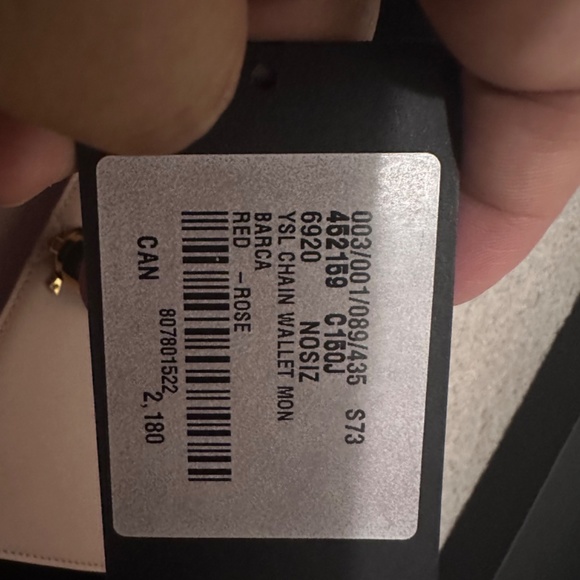 003/001/089/435 S73
452159 C150J
6920 NOSIZ
YSL CHAIN WALLET MON
BARCA
RED -ROSE
807801522
CAN 2,180